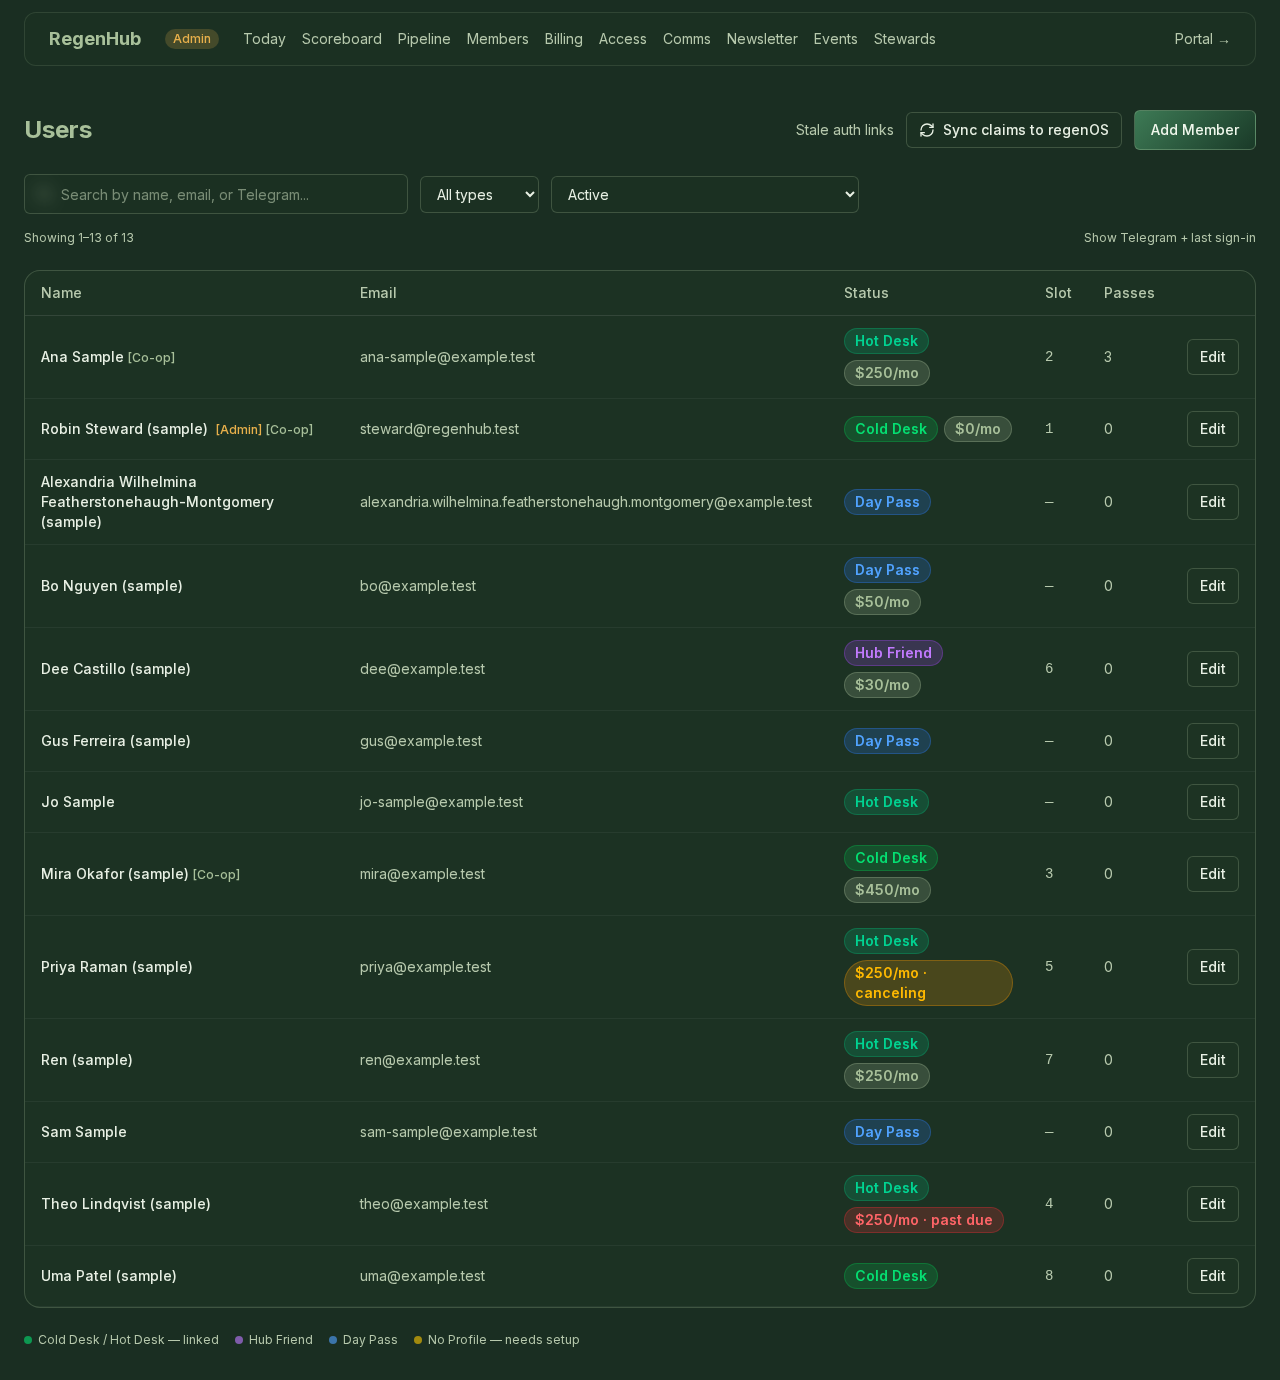 RegenHub Admin Today Scoreboard Pipeline Members Billing Access Comms Newsletter Events Stewards Portal →
Users Stale auth links Sync claims to regenOS Add Member
Search by name, email, or Telegram... All types Active
Showing 1–13 of 13 Show Telegram + last sign-in
Name Email Status Slot Passes
Ana Sample [Co-op] ana-sample@example.test Hot Desk 2 3 Edit
$250/mo
Robin Steward (sample) [Admin] [Co-op] steward@regenhub.test Cold Desk $0/mo 1 0 Edit
Alexandria Wilhelmina
Featherstonehaugh-Montgomery alexandria.wilhelmina.featherstonehaugh.montgomery@example.test Day Pass — 0 Edit
(sample)
Bo Nguyen (sample) bo@example.test Day Pass — 0 Edit
$50/mo
Dee Castillo (sample) dee@example.test Hub Friend 6 0 Edit
$30/mo
Gus Ferreira (sample) gus@example.test Day Pass — 0 Edit
Jo Sample jo-sample@example.test Hot Desk — 0 Edit
Mira Okafor (sample) [Co-op] mira@example.test Cold Desk 3 0 Edit
$450/mo
Priya Raman (sample) priya@example.test Hot Desk 5 0 Edit
$250/mo ·
canceling
Ren (sample) ren@example.test Hot Desk 7 0 Edit
$250/mo
Sam Sample sam-sample@example.test Day Pass — 0 Edit
Theo Lindqvist (sample) theo@example.test Hot Desk 4 0 Edit
$250/mo · past due
Uma Patel (sample) uma@example.test Cold Desk 8 0 Edit
Cold Desk / Hot Desk — linked Hub Friend Day Pass No Profile — needs setup